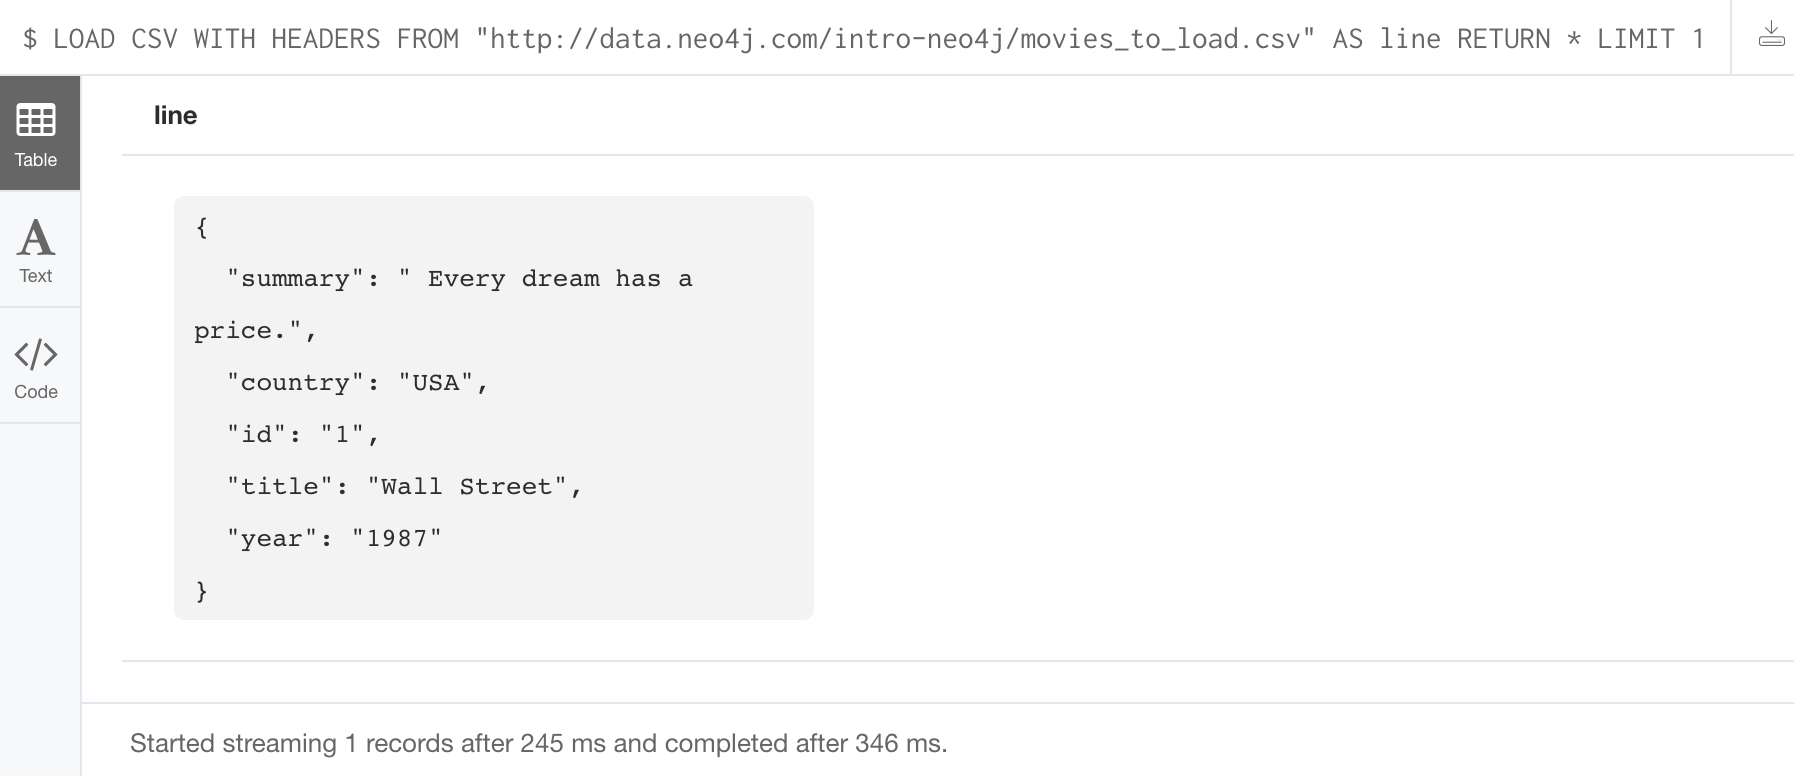 $ LOAD CSV WITH HEADERS FROM "http://data.neo4j.com/intro-neo4j/movies_to_load.csv" AS line RETURN * LIMIT 1
Table
Text
Code
line
{
  "summary": " Every dream has a
price.",
  "country": "USA",
  "id": "1",
  "title": "Wall Street",
  "year": "1987"
}
Started streaming 1 records after 245 ms and completed after 346 ms.